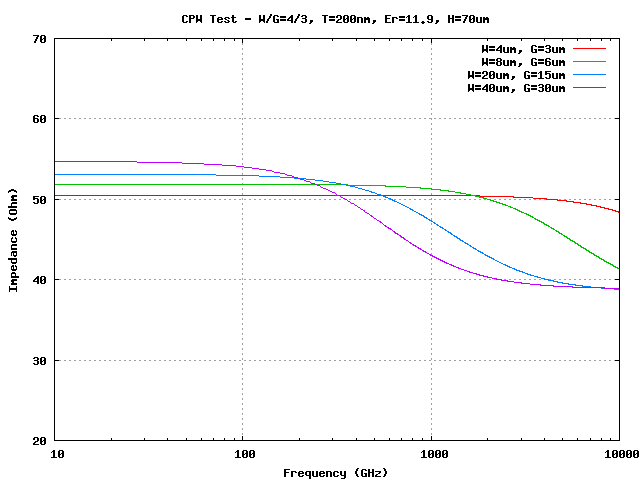 CPW Test - W/G=4/3, T=200nm, Er=11.9, H=70um
W=4um, G=3um
W=8um, G=6um
W=20um, G=15um
W=40um, G=30um
70
60
50
40
30
20
Impedance (Ohm)
10 100 1000 10000
Frequency (GHz)